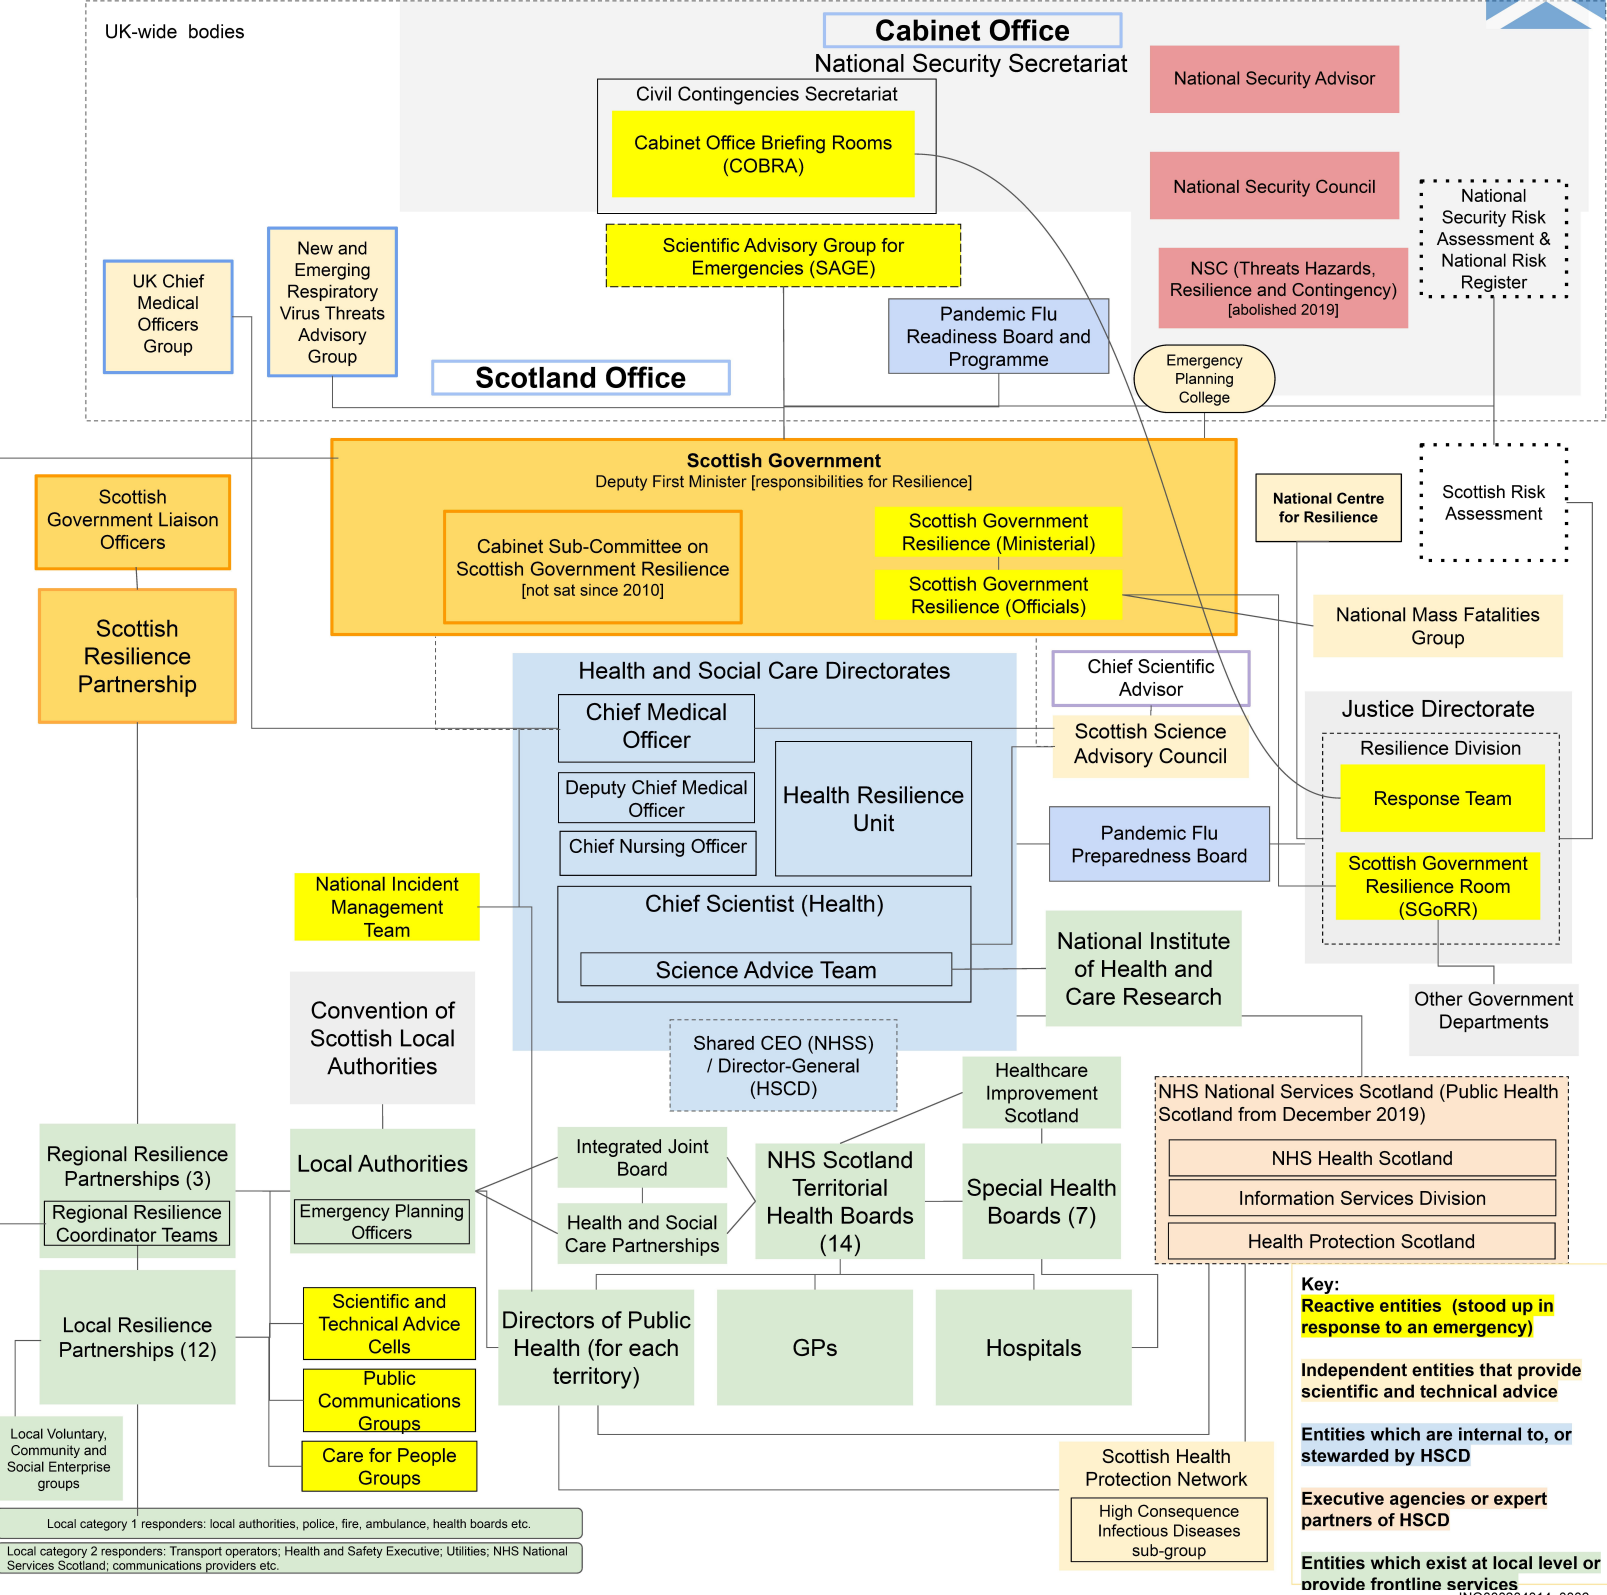 UK-wide bodies
Cabinet Office
National Security Secretariat
Civil Contingencies Secretariat
Cabinet Office Briefing Rooms
(COBRA)
National Security Advisor
National Security Council
National
Security Risk
Assessment &
National Risk
Register
NSC (Threats Hazards,
Resilience and Contingency)
[abolished 2019]
Scientific Advisory Group for
Emergencies (SAGE)
New and
Emerging
Respiratory
Virus Threats
Advisory
Group
UK Chief
Medical
Officers
Group
Pandemic Flu
Readiness Board and
Programme
Scotland Office
Emergency
Planning
College
Scottish Government
Deputy First Minister [responsibilities for Resilience]
Cabinet Sub-Committee on
Scottish Government Resilience
[not sat since 2010]
Scottish Government
Resilience (Ministerial)
Scottish Government
Resilience (Officials)
Scottish
Government Liaison
Officers
Scottish
Resilience
Partnership
National Centre
for Resilience
Scottish Risk
Assessment
National Mass Fatalities
Group
Health and Social Care Directorates
Chief Medical
Officer
Deputy Chief Medical
Officer
Chief Nursing Officer
Health Resilience
Unit
Chief Scientist (Health)
Science Advice Team
Shared CEO (NHSS)
/ Director-General
(HSCD)
Chief Scientific
Advisor
Scottish Science
Advisory Council
Pandemic Flu
Preparedness Board
Justice Directorate
Resilience Division
Response Team
Scottish Government
Resilience Room
(SGoRR)
Other Government
Departments
National Incident
Management
Team
National Institute
of Health and
Care Research
Convention of
Scottish Local
Authorities
Healthcare
Improvement
Scotland
NHS National Services Scotland (Public Health
Scotland from December 2019)
NHS Health Scotland
Information Services Division
Health Protection Scotland
Regional Resilience
Partnerships (3)
Regional Resilience
Coordinator Teams
Local Authorities
Emergency Planning
Officers
Integrated Joint
Board
Health and Social
Care Partnerships
NHS Scotland
Territorial
Health Boards
(14)
Special Health
Boards (7)
Local Resilience
Partnerships (12)
Scientific and
Technical Advice
Cells
Public
Communications
Groups
Care for People
Groups
Directors of Public
Health (for each
territory)
GPs
Hospitals
Local Voluntary,
Community and
Social Enterprise
groups
Scottish Health
Protection Network
High Consequence
Infectious Diseases
sub-group
Local category 1 responders: local authorities, police, fire, ambulance, health boards etc.
Local category 2 responders: Transport operators; Health and Safety Executive; Utilities; NHS National
Services Scotland; communications providers etc.
Key:
Reactive entities (stood up in
response to an emergency)
Independent entities that provide
scientific and technical advice
Entities which are internal to, or
stewarded by HSCD
Executive agencies or expert
partners of HSCD
Entities which exist at local level or
provide frontline services